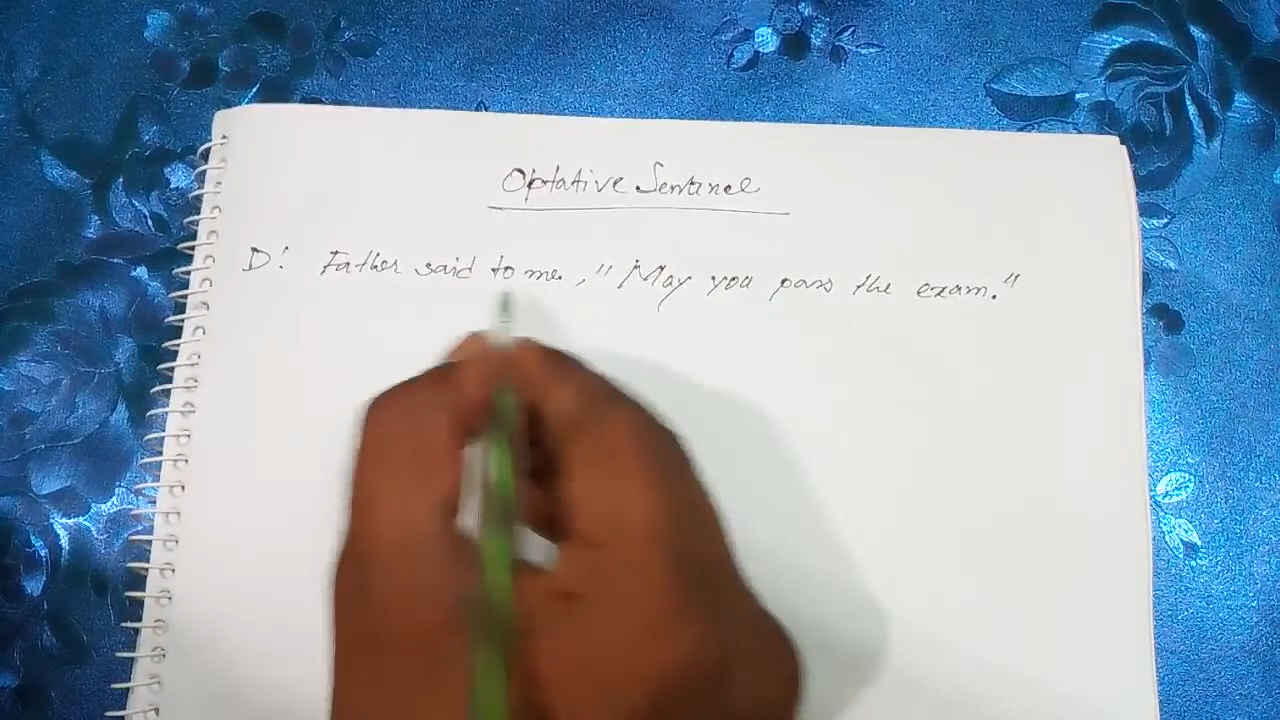 Optative Sentence
D: Father said to me, "May you pass the exam."